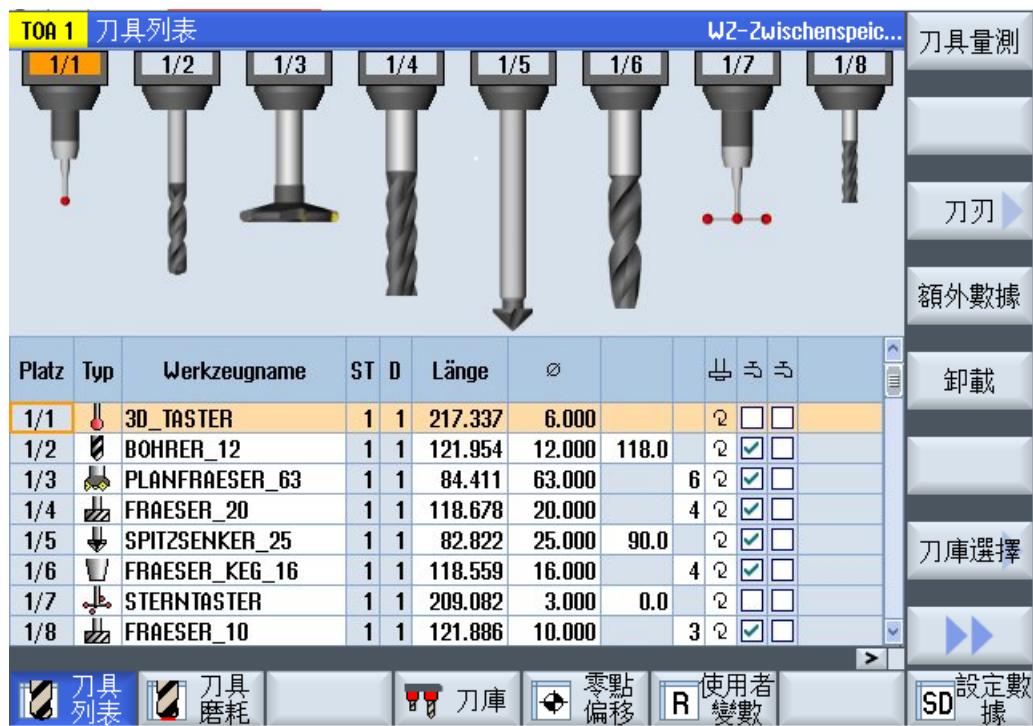 TOA 1 刀具列表 WZ-Zwischenspeic...
1/1 1/2 1/3 1/4 1/5 1/6 1/7 1/8
Platz Typ Werkzeugname ST D Länge Ø
1/1 3D_TASTER 1 1 217.337 6.000
1/2 BOHRER_12 1 1 121.954 12.000 118.0
1/3 PLANFRAESER_63 1 1 84.411 63.000 6
1/4 FRAESER_20 1 1 118.678 20.000 4
1/5 SPITZSENKER_25 1 1 82.822 25.000 90.0
1/6 FRAESER_KEG_16 1 1 118.559 16.000 4
1/7 STERNTASTER 1 1 209.082 3.000 0.0
1/8 FRAESER_10 1 1 121.886 10.000 3
>
刀具量測
刀刃
額外數據
卸載
刀庫選擇
刀具
列表
刀具
磨耗
刀庫
零點
偏移
R 使用者
變數
SD 設定數
據